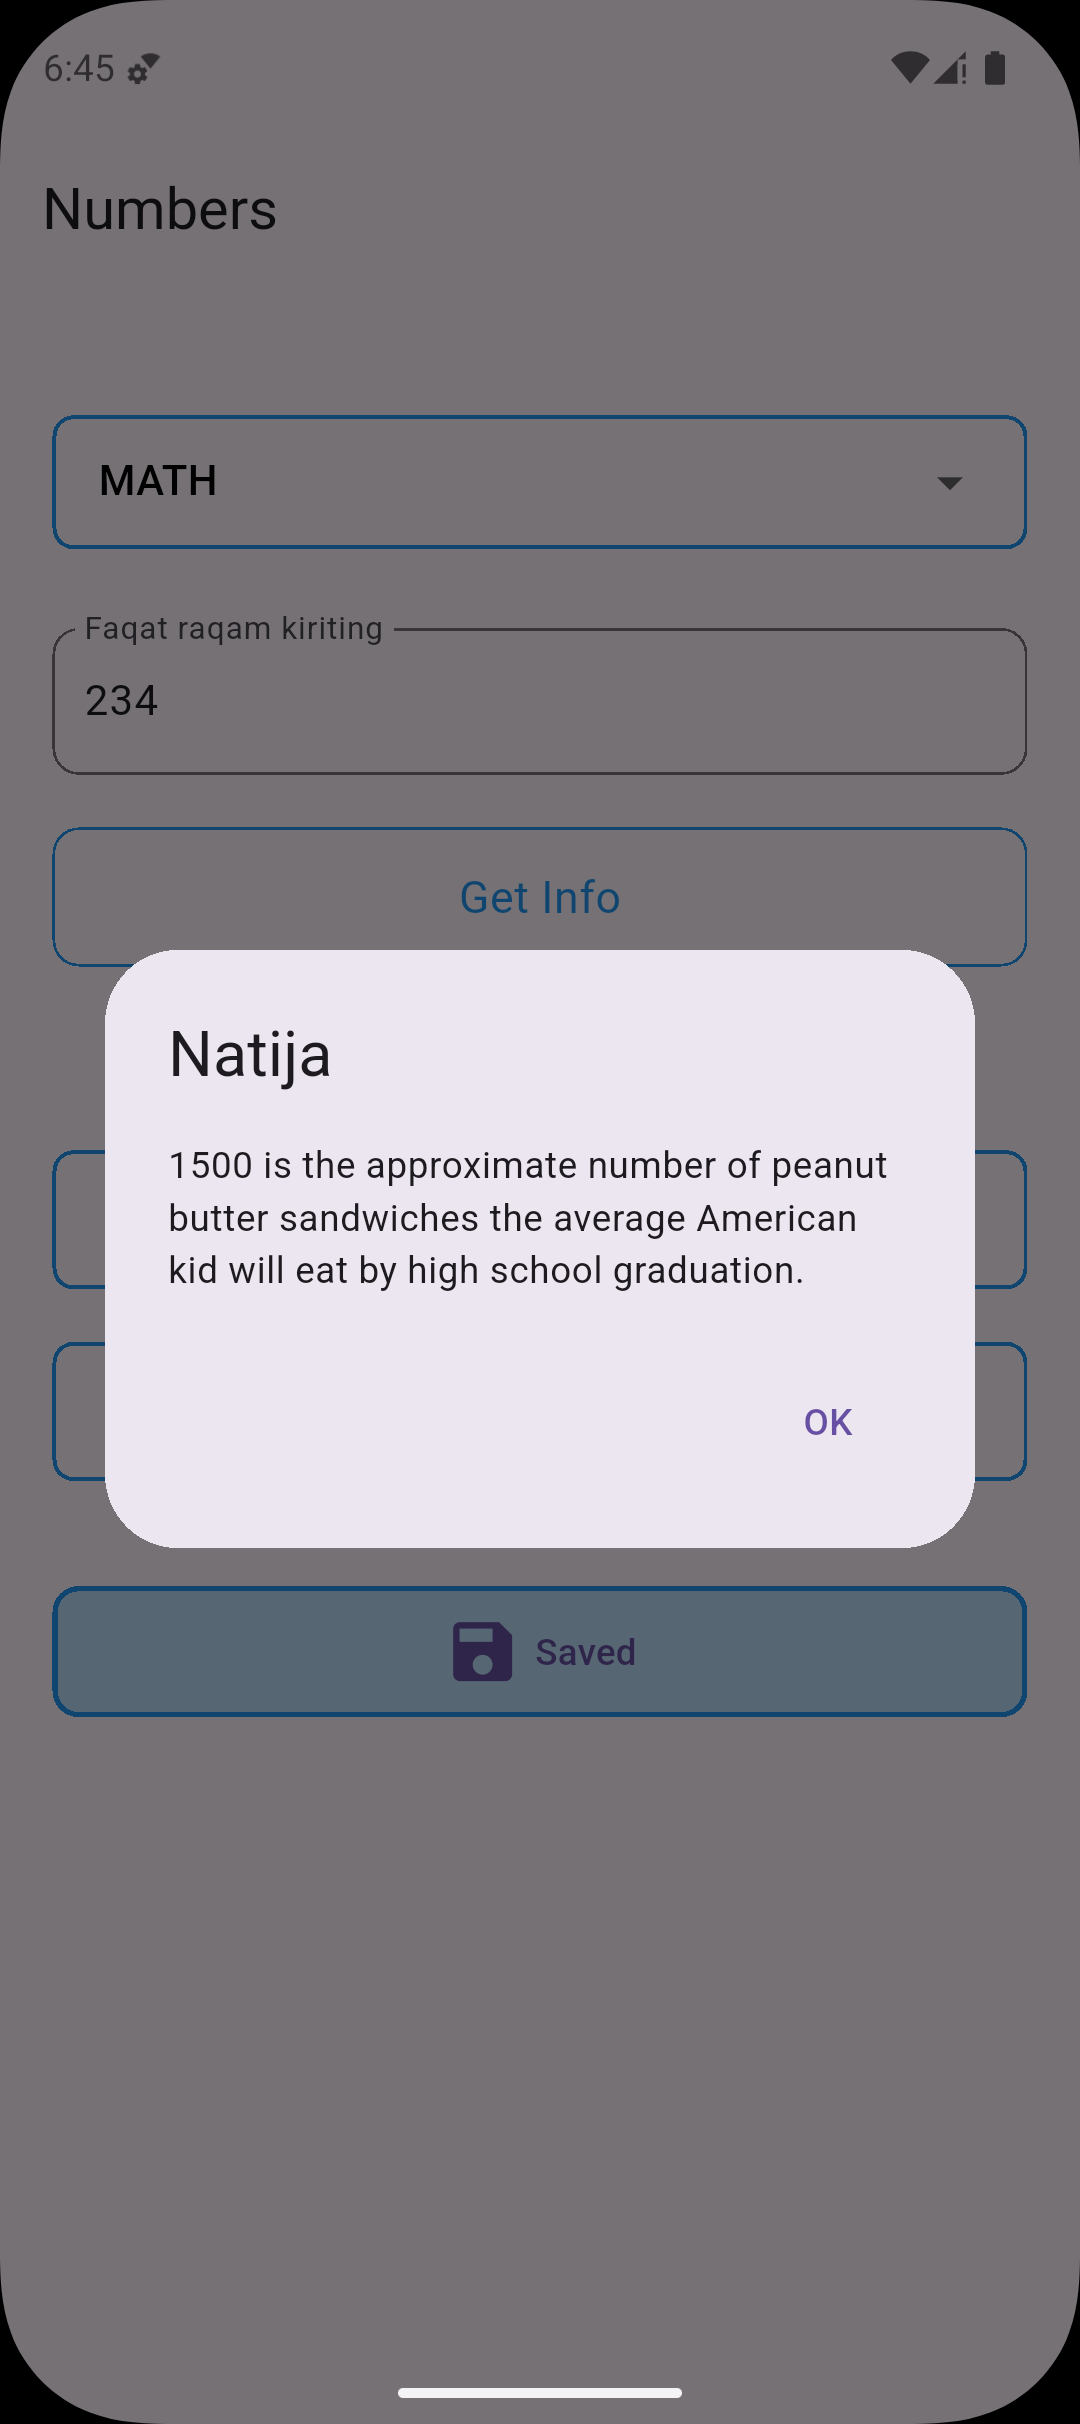 6:45
Numbers
MATH
Faqat raqam kiriting
234
Get Info
Natija
1500 is the approximate number of peanut
butter sandwiches the average American
kid will eat by high school graduation.
OK
Saved